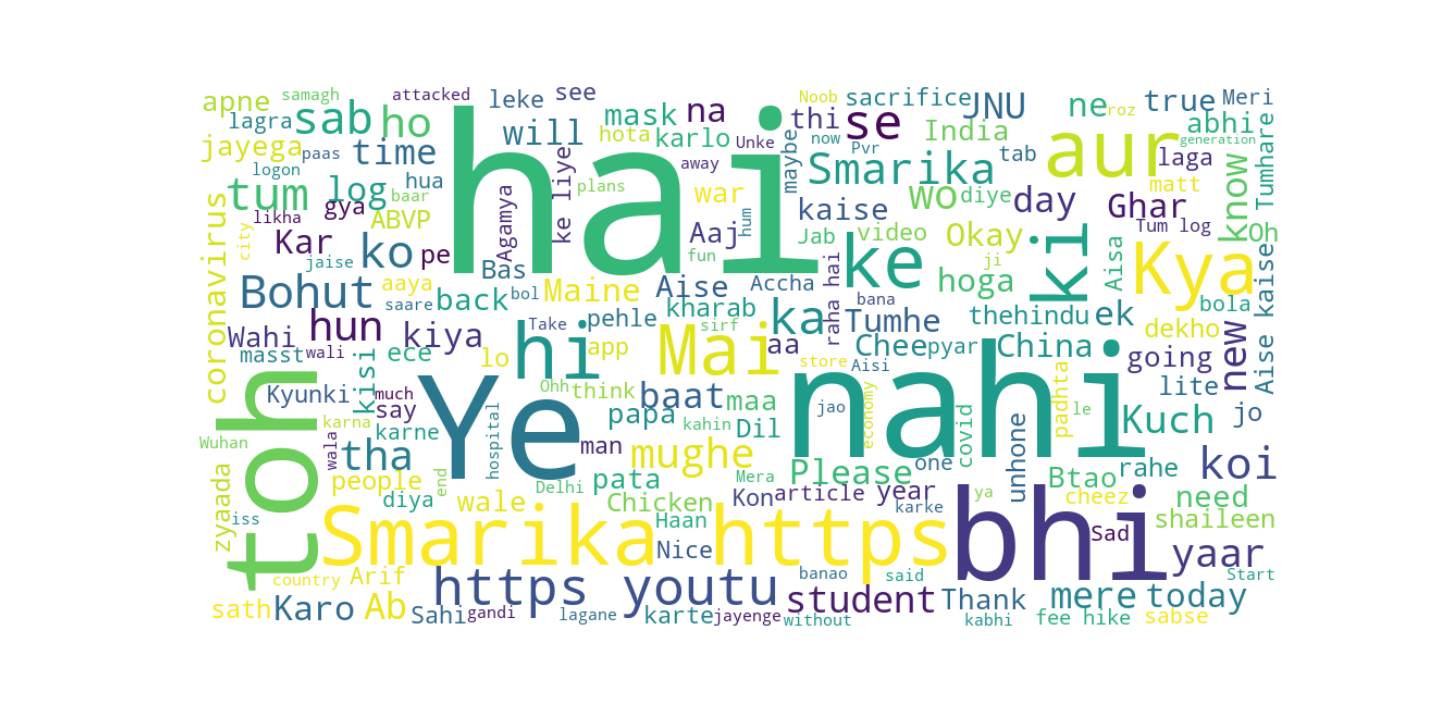 samagh attacked leke see Noob sacrifice JNU ne roz true Meri
apne lagra sab ho mask na thi se India abhi
jayega paas time hai will hota karlo Unke now Pvr tab aur laga generation
logon hua baar ke liye away maybe Smarika matt Tumhare
tum log gya ABVP Agamya plans war wo diye day Ghar know
likha Kar ko pe Aaj hum kaise video Okay ki Tum log Oh
coronavirus city jaise Bas fun Jab ke ji Aisa Kya
Bohut aaya saare back bol Maine Aise Accha raha hai bana hoga bola
Wahi hun kiya Take pehle kharab sirf ka Tumhe thehindu ek dekho new Aise kaise
masst wali kisi ece lo hi app Mai aa Chee pyar China going
toh Kyunki much Ye Ohh think baat maa store Aisi nahi lite
Wuhan karna say karne papa kahin Dil jao economy padhta le Kuch jo
wala tha hospital man mughe Please one covid unhone rahe koi
zyaada people end Delhi pata Mera Btao
iss diya wale Chicken Kon article year ya bhi cheez need
Smarika Haan https karke Sad shaileen
Nice yaar
country Arif https youtu banao said Start
sath Karo Ab Sahi gandi lagane karte jayenge student without Thank kabhi mere fee hike today sabse